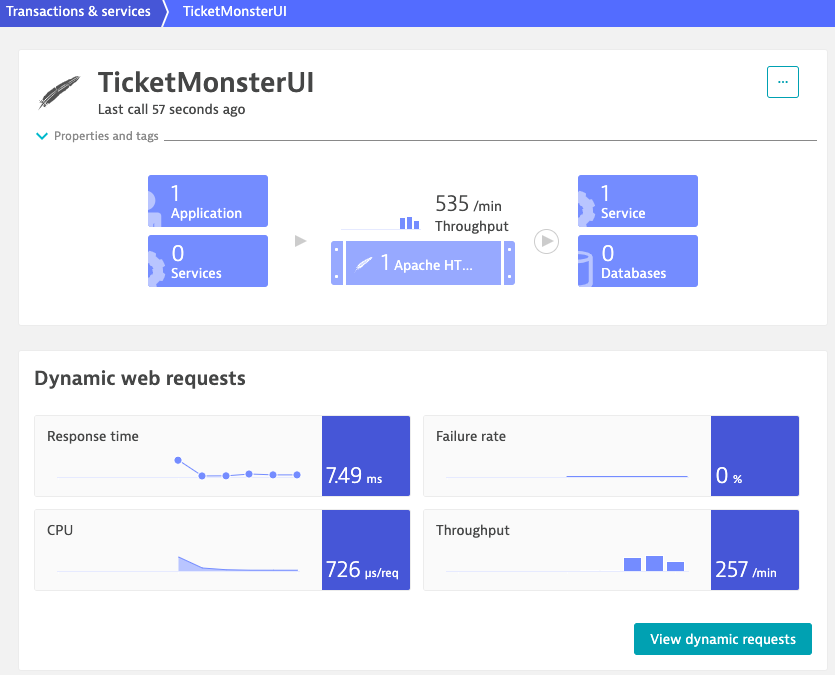 Transactions & services TicketMonsterUI
TicketMonsterUI
...
Last call 57 seconds ago
Properties and tags
1
Application
0
Services
535 /min
Throughput
1 Apache HT...
1
Service
0
Databases
Dynamic web requests
Response time
7.49 ms
Failure rate
0 %
CPU
726 µs/req
Throughput
257 /min
View dynamic requests